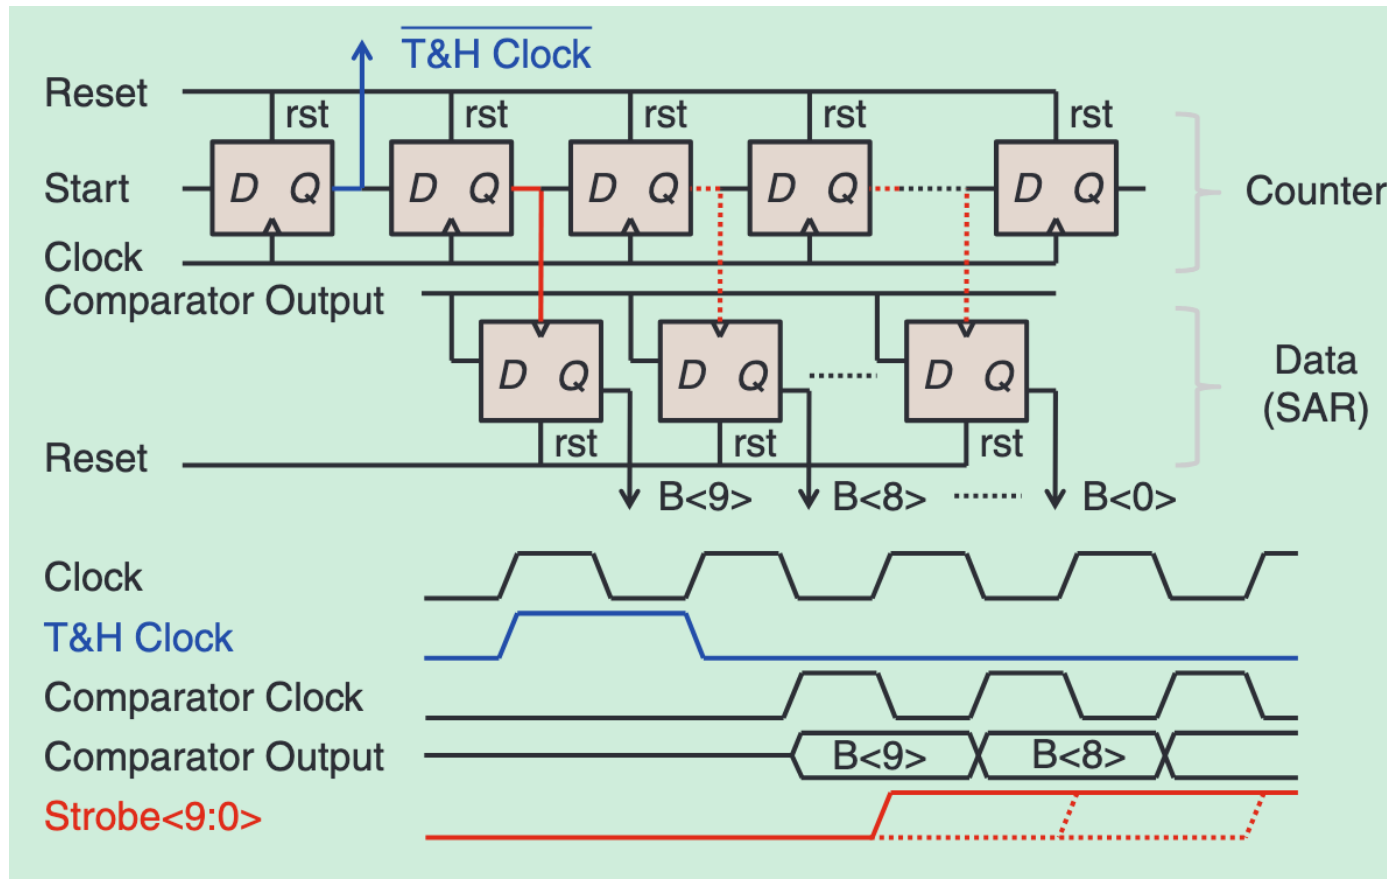 T&H Clock
Reset rst rst rst rst rst
Start D Q D Q D Q D Q D Q Counter
Clock
Comparator Output
D Q D Q D Q Data
(SAR)
Reset rst rst rst
B<9> B<8> B<0>
Clock
T&H Clock
Comparator Clock
Comparator Output B<9> B<8>
Strobe<9:0>